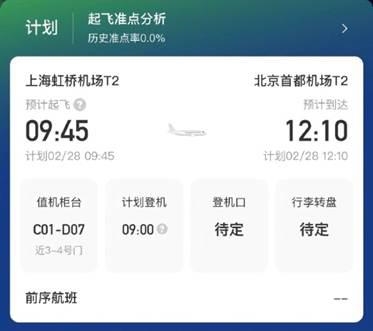 计划
起飞准点分析
历史准点率0.0%
上海虹桥机场T2
北京首都机场T2
预计起飞 ?
预计到达
09:45
12:10
计划02/28 09:45
计划02/28 12:10
值机柜台
计划登机
登机口
行李转盘
C01-D07
09:00 ?
待定
待定
近3-4号门
前序航班
--